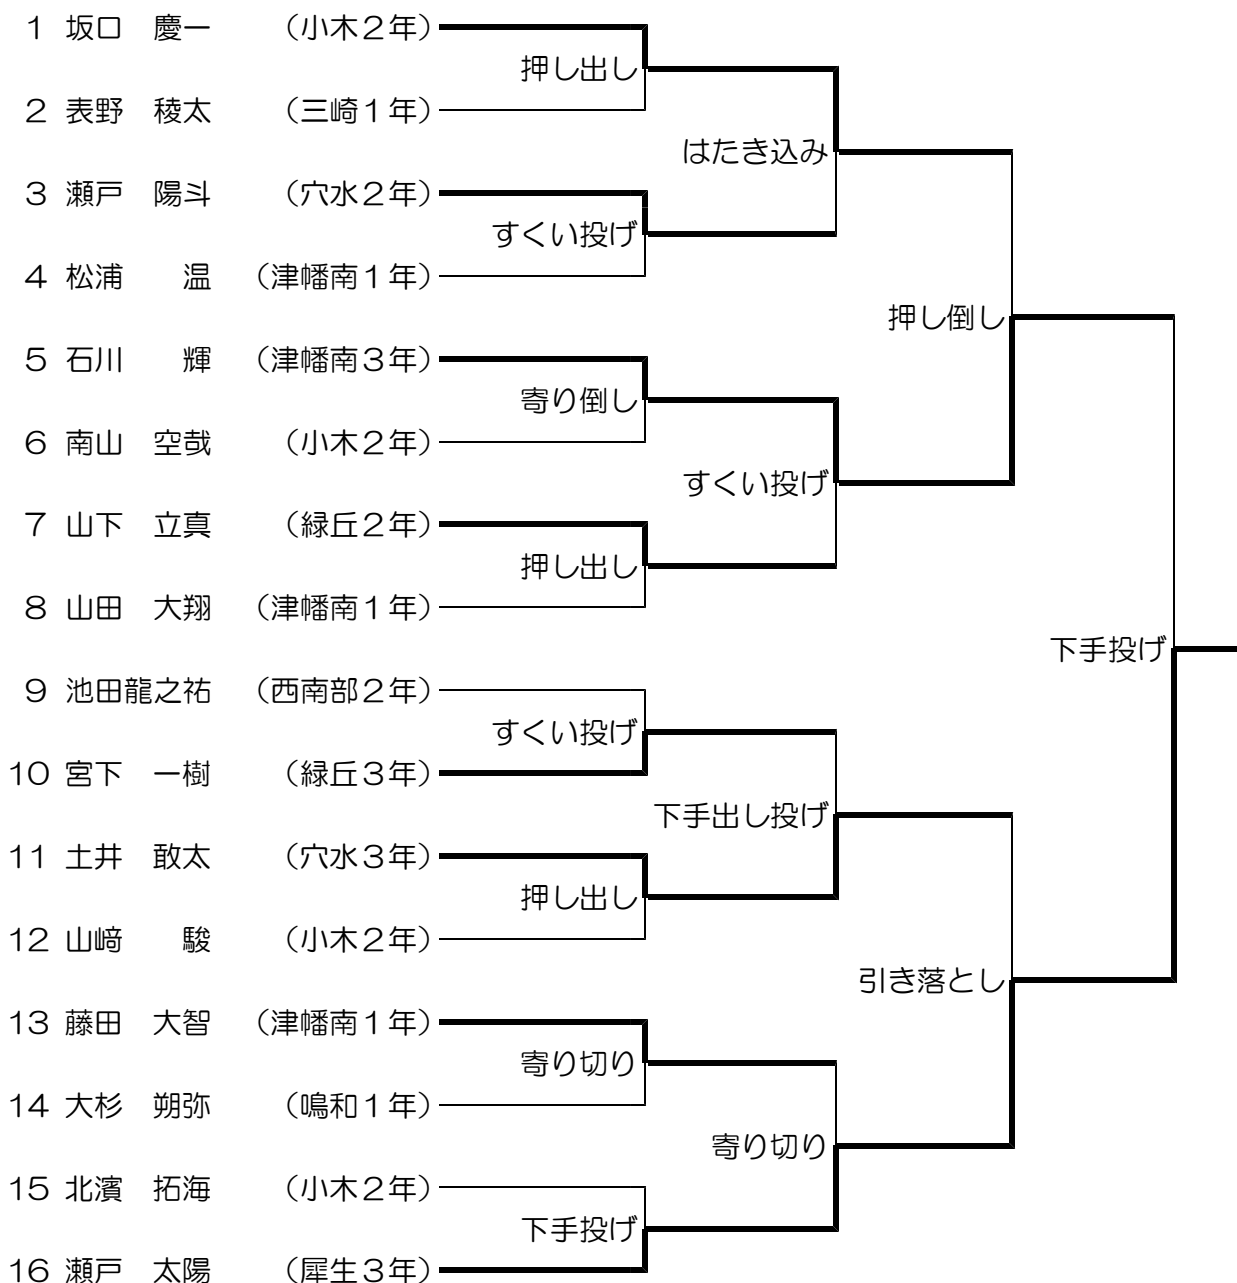 1 坂口 慶一 （小木２年）
押し出し
2 表野 稜太 （三崎１年）
はたき込み
3 瀬戸 陽斗 （穴水２年）
すくい投げ
4 松浦 温 （津幡南１年）
押し倒し
5 石川 輝 （津幡南３年）
寄り倒し
6 南山 空哉 （小木２年）
すくい投げ
7 山下 立真 （緑丘２年）
押し出し
8 山田 大翔 （津幡南１年）
下手投げ
9 池田龍之祐 （西南部２年）
すくい投げ
10 宮下 一樹 （緑丘３年）
下手出し投げ
11 土井 敢太 （穴水３年）
押し出し
12 山﨑 駿 （小木２年）
引き落とし
13 藤田 大智 （津幡南１年）
寄り切り
14 大杉 朔弥 （鳴和１年）
寄り切り
15 北濱 拓海 （小木２年）
下手投げ
16 瀬戸 太陽 （犀生３年）